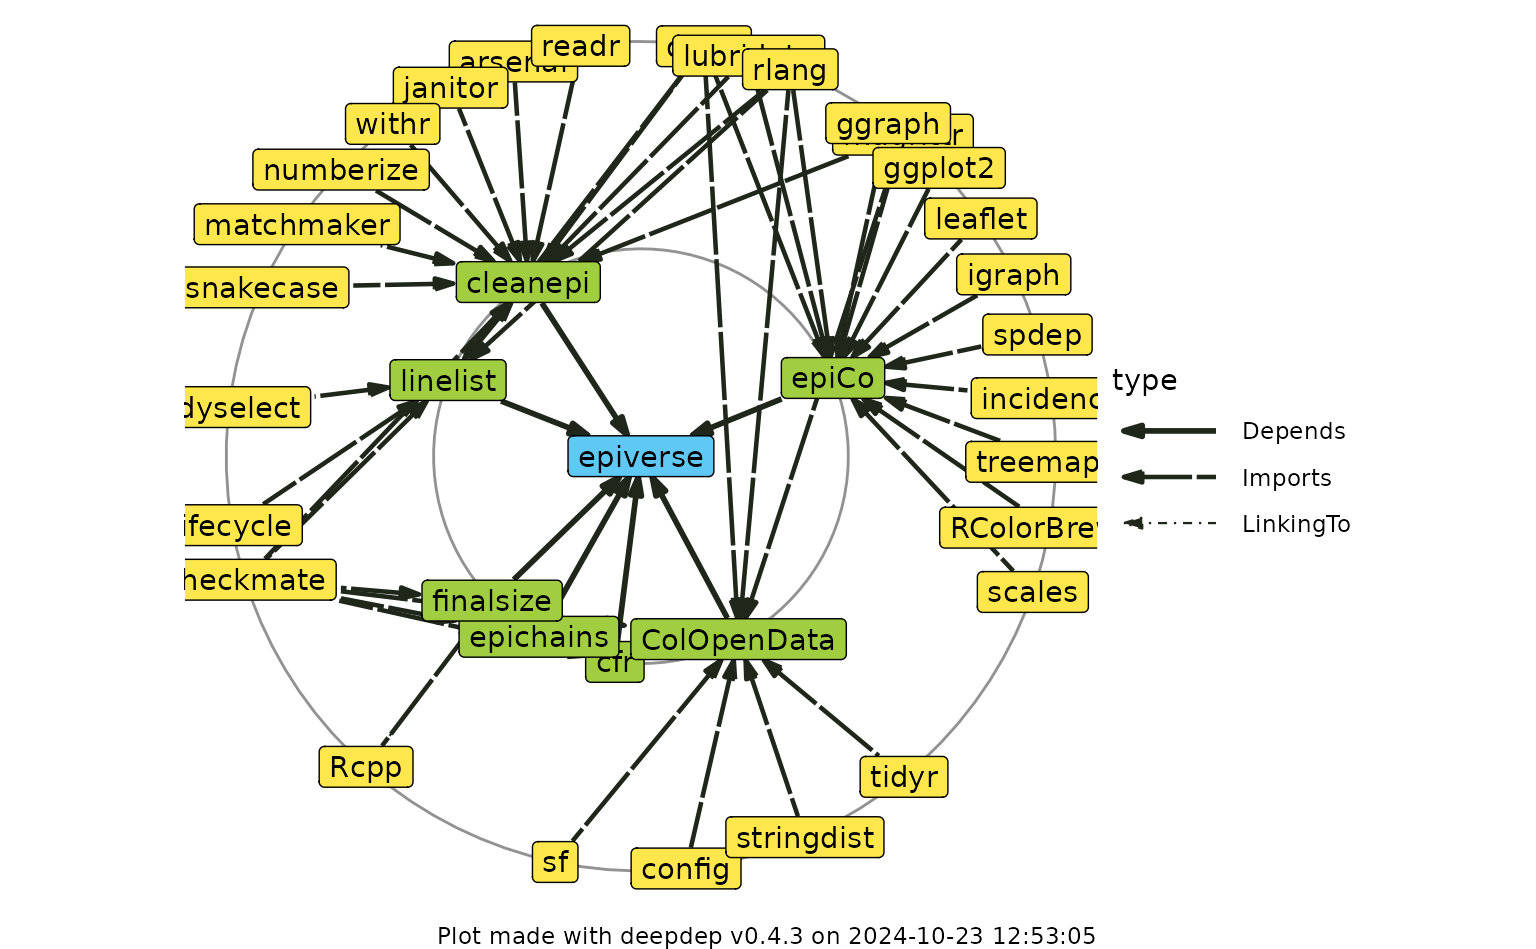 readr
lubri
rlang
janitor
withr
ggraph
ggplot2
numberize
matchmaker
leaflet
igraph
snakecase
cleanepi
spdep
linelist
epiCo
type
incidenc
dyselect
Depends
epiverse
treemap
Imports
ifecycle
RColorBrew
LinkingTo
heckmate
finalsize
scales
epichains
ColOpenData
cfr
Rcpp
tidyr
stringdist
sf
config
Plot made with deepdep v0.4.3 on 2024-10-23 12:53:05